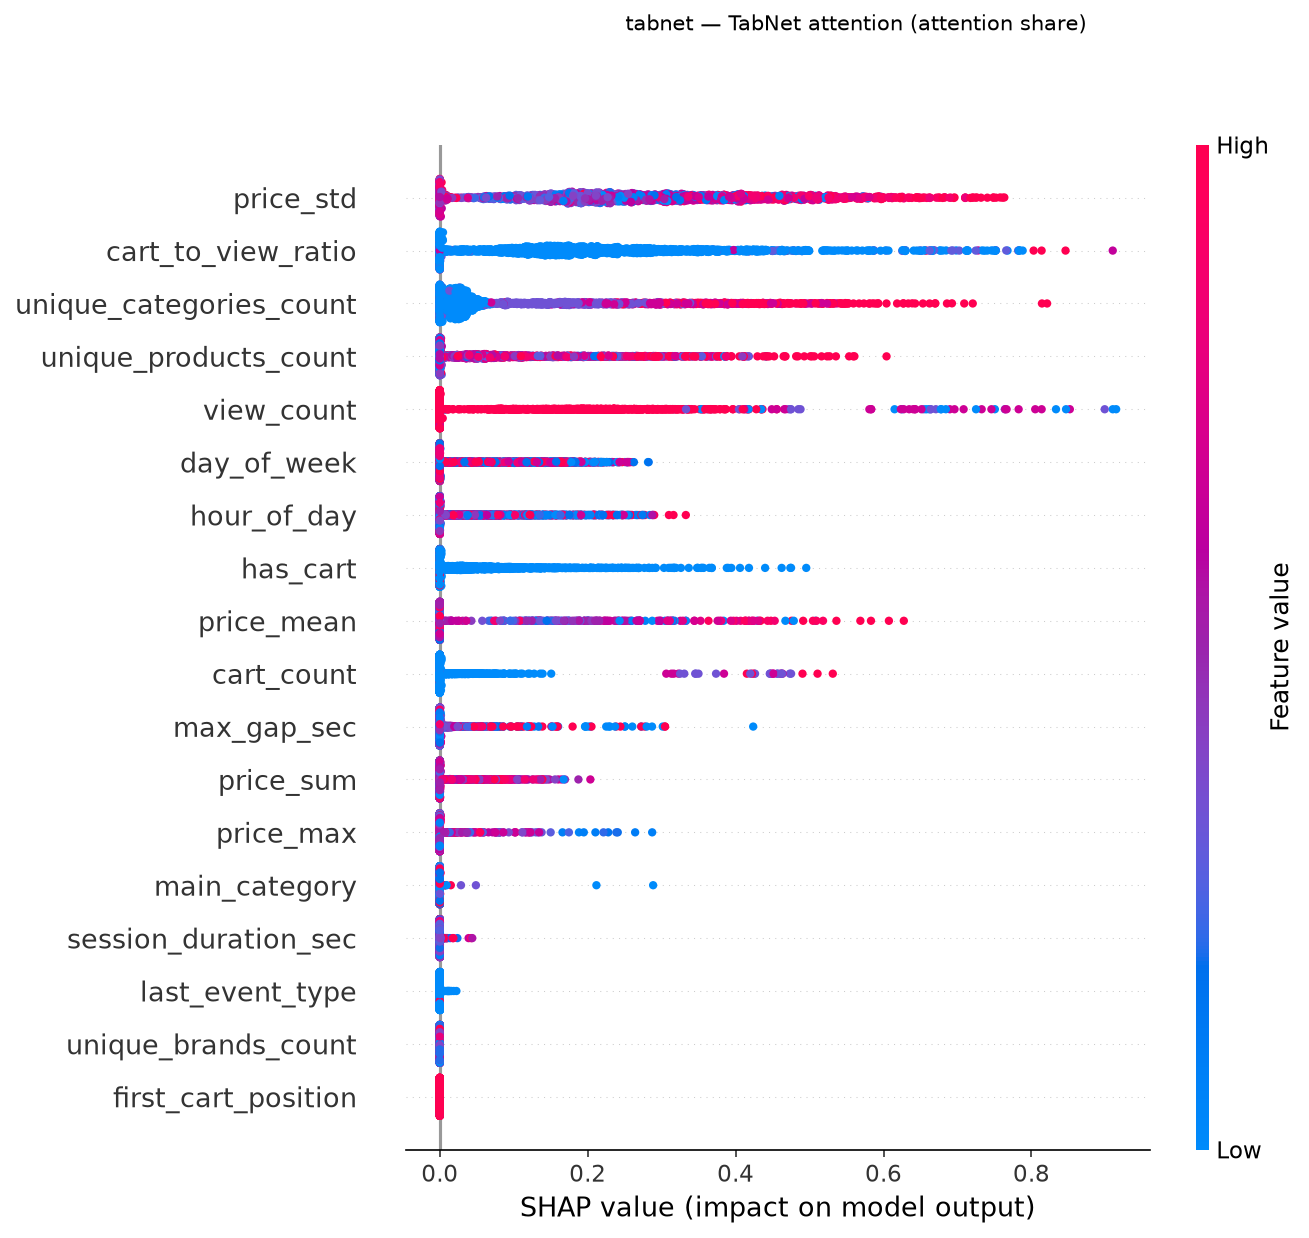 tabnet — TabNet attention (attention share)
High
price_std
cart_to_view_ratio
unique_categories_count
unique_products_count
view_count
day_of_week
hour_of_day
has_cart
price_mean
cart_count
max_gap_sec
price_sum
price_max
main_category
session_duration_sec
last_event_type
unique_brands_count
first_cart_position
Feature value
Low
0.0 0.2 0.4 0.6 0.8
SHAP value (impact on model output)